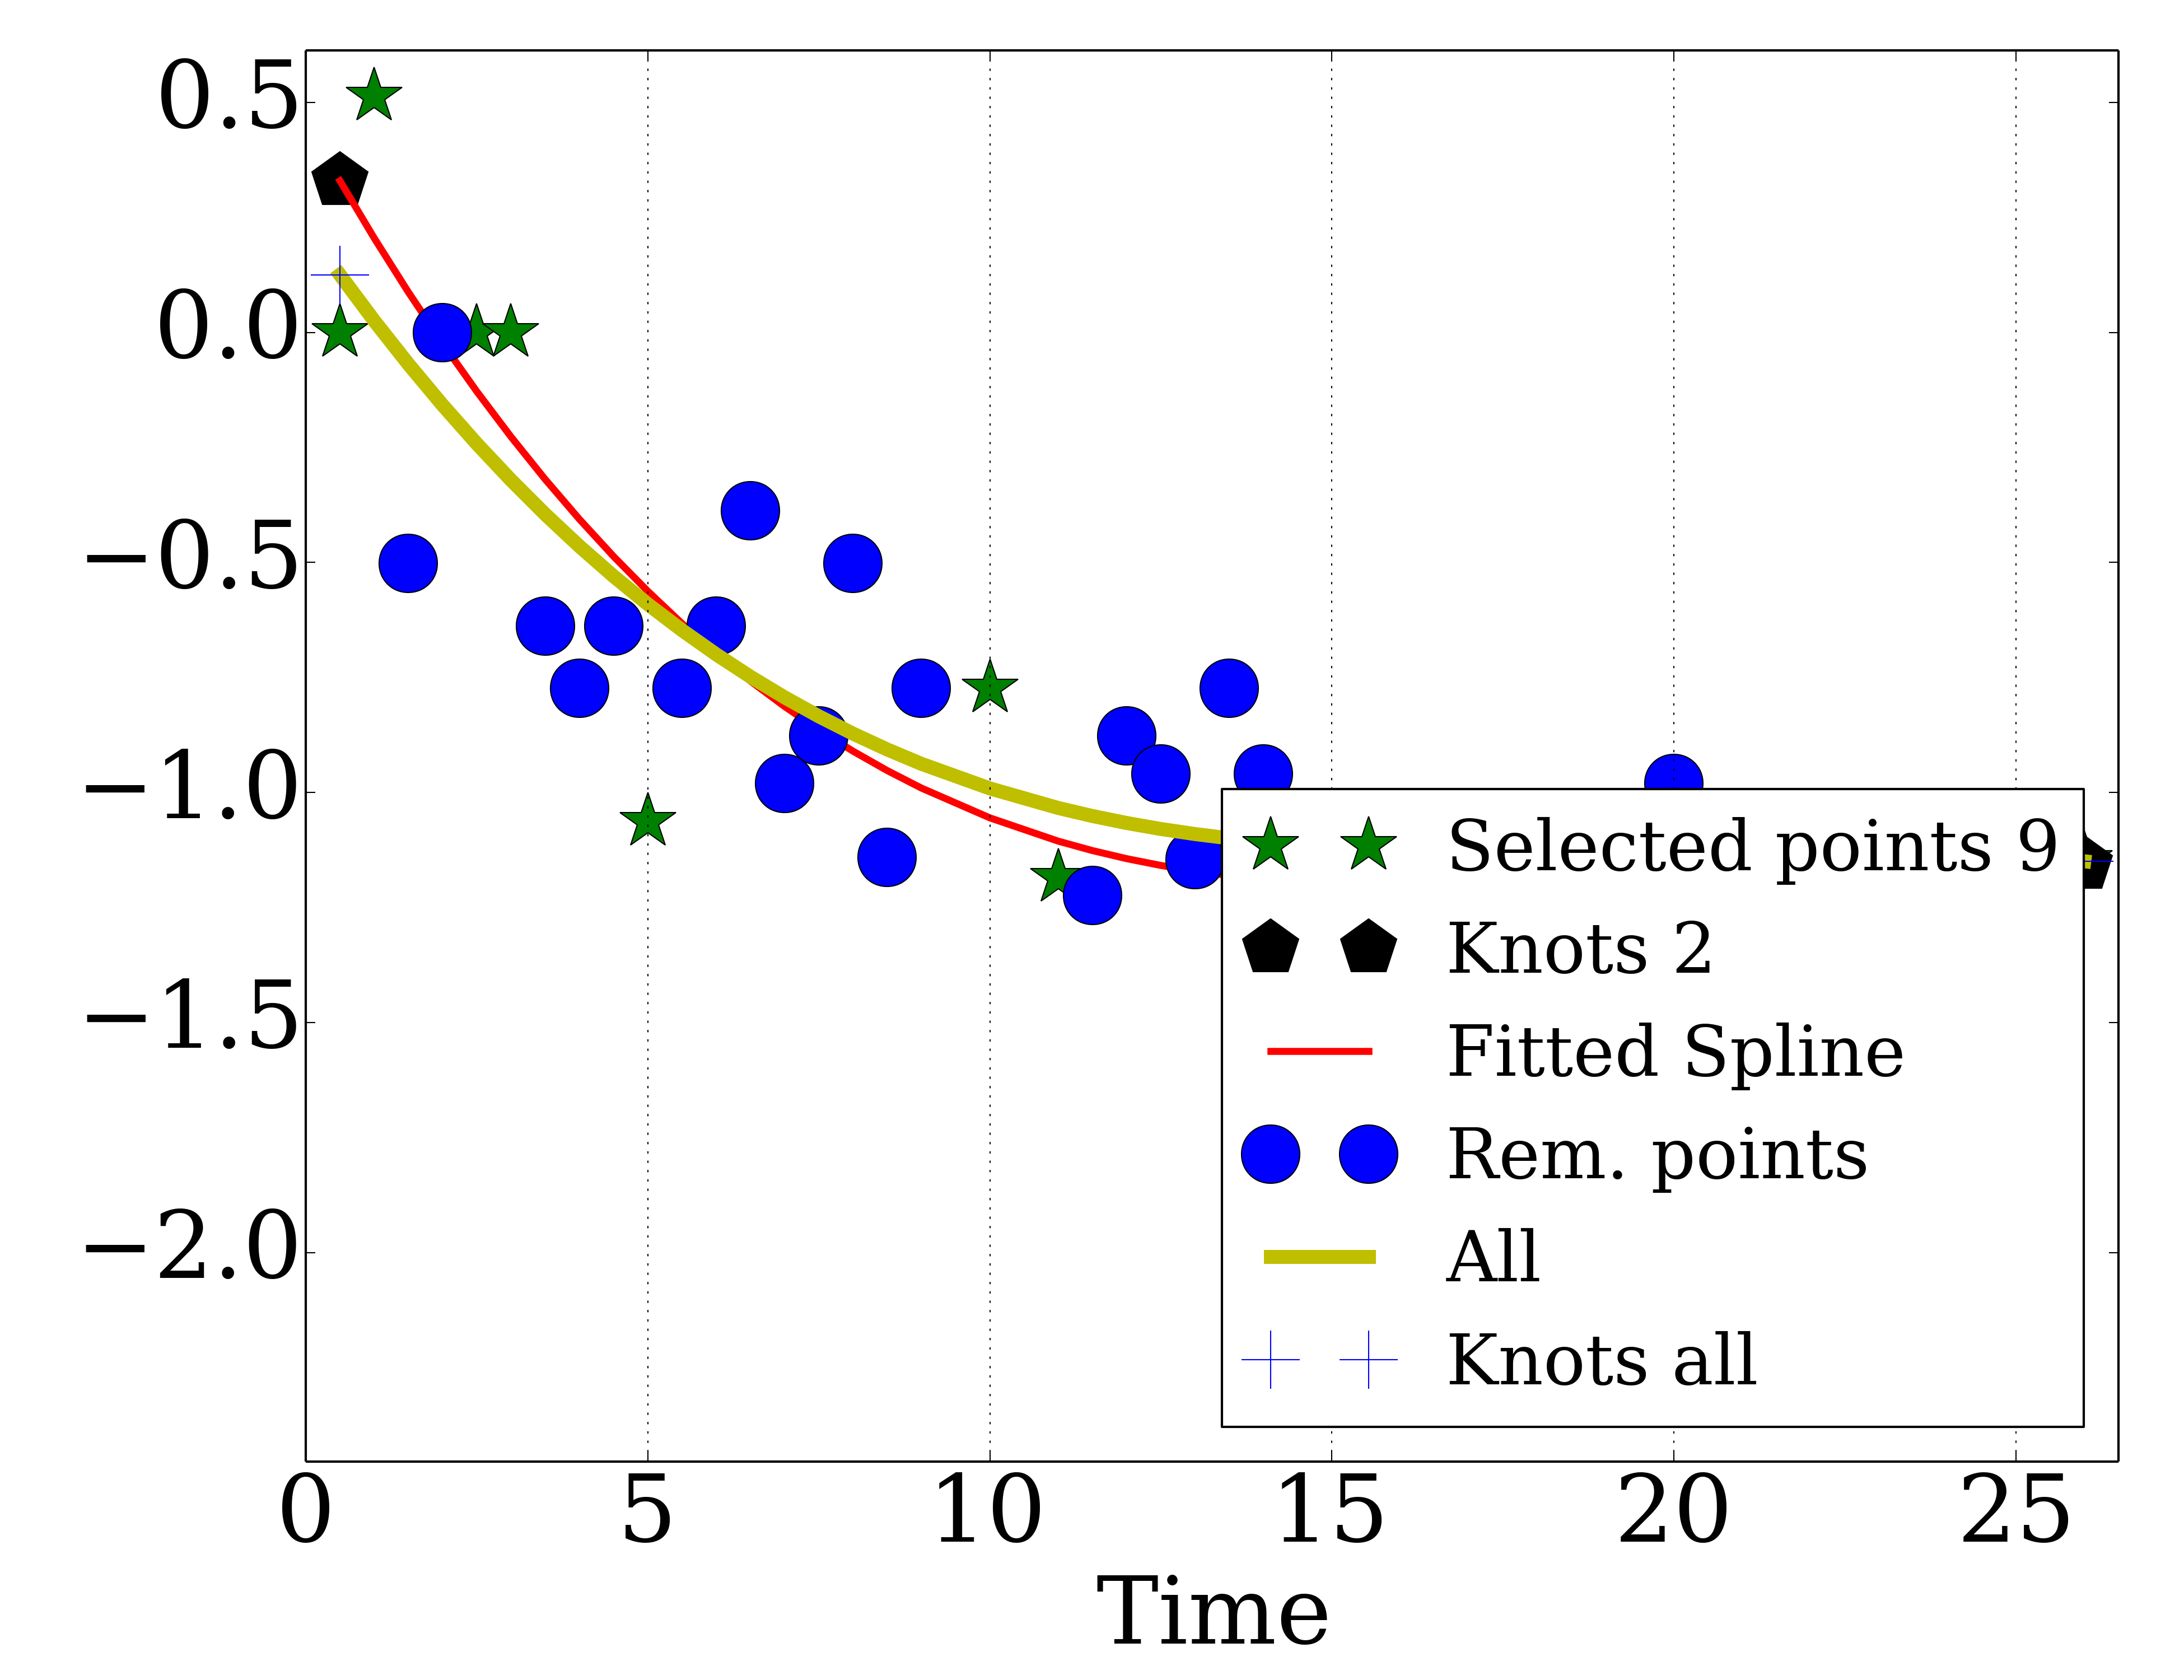 0.5
0.0
−0.5
−1.0
−1.5
−2.0
Selected points 9
Knots 2
Fitted Spline
Rem. points
All
Knots all
0 5 10 15 20 25
Time